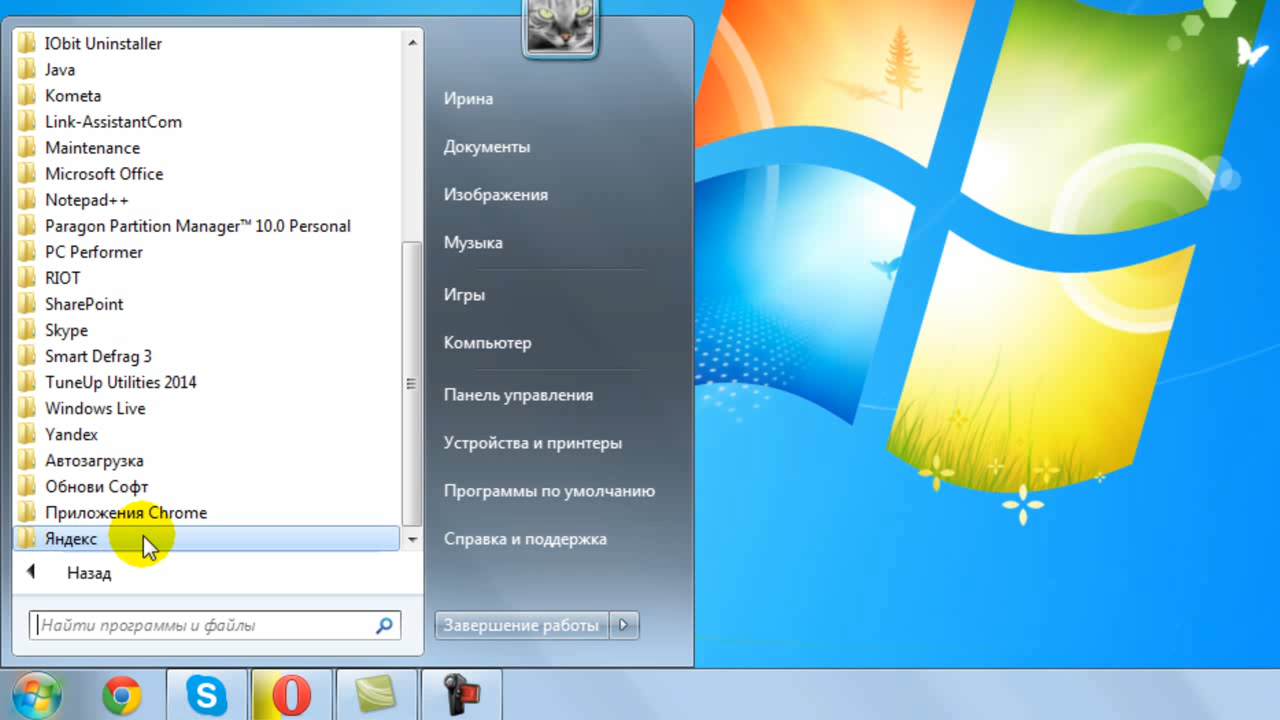 IObit Uninstaller
Java
Kometa
Link-AssistantCom
Maintenance
Microsoft Office
Notepad++
Paragon Partition Manager™ 10.0 Personal
PC Performer
RIOT
SharePoint
Skype
Smart Defrag 3
TuneUp Utilities 2014
Windows Live
Yandex
Автозагрузка
Обнови Софт
Приложения Chrome
Яндекс
Назад
Найти программы и файлы
Ирина
Документы
Изображения
Музыка
Игры
Компьютер
Панель управления
Устройства и принтеры
Программы по умолчанию
Справка и поддержка
Завершение работы